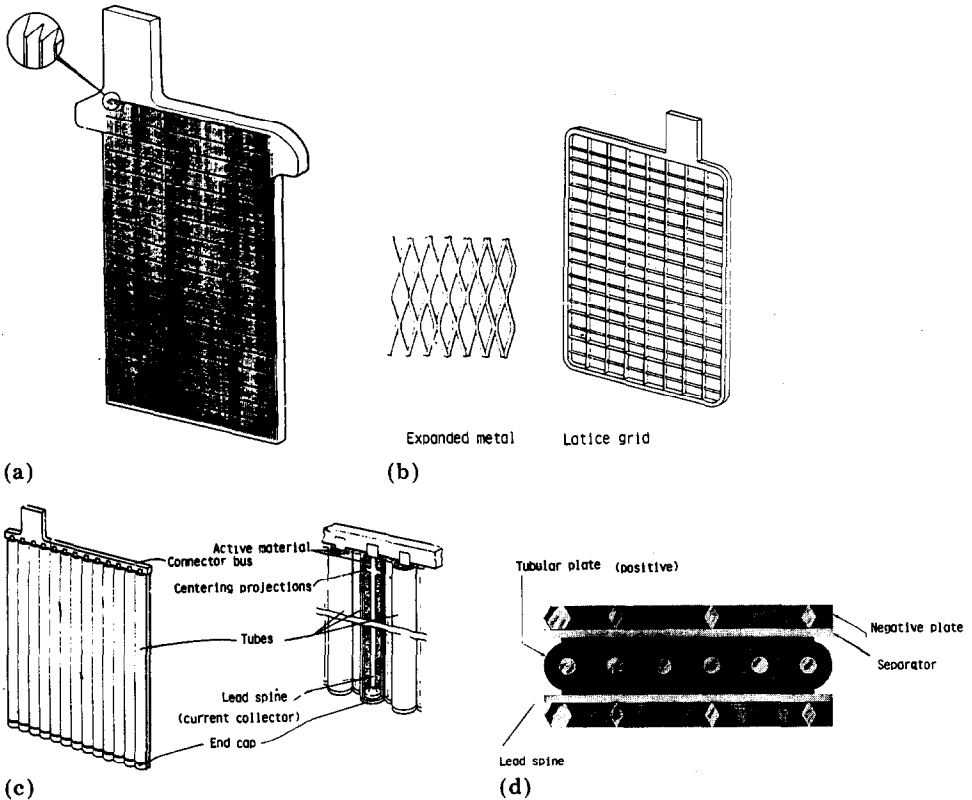 Expanded metal
Latice grid
(a)
(b)
Active material
Connector bus
Centering projections
Tubes
Lead spine
(current collector)
End cap
(c)
Tubular plate (positive)
Negative plate
Separator
Lead spine
(d)